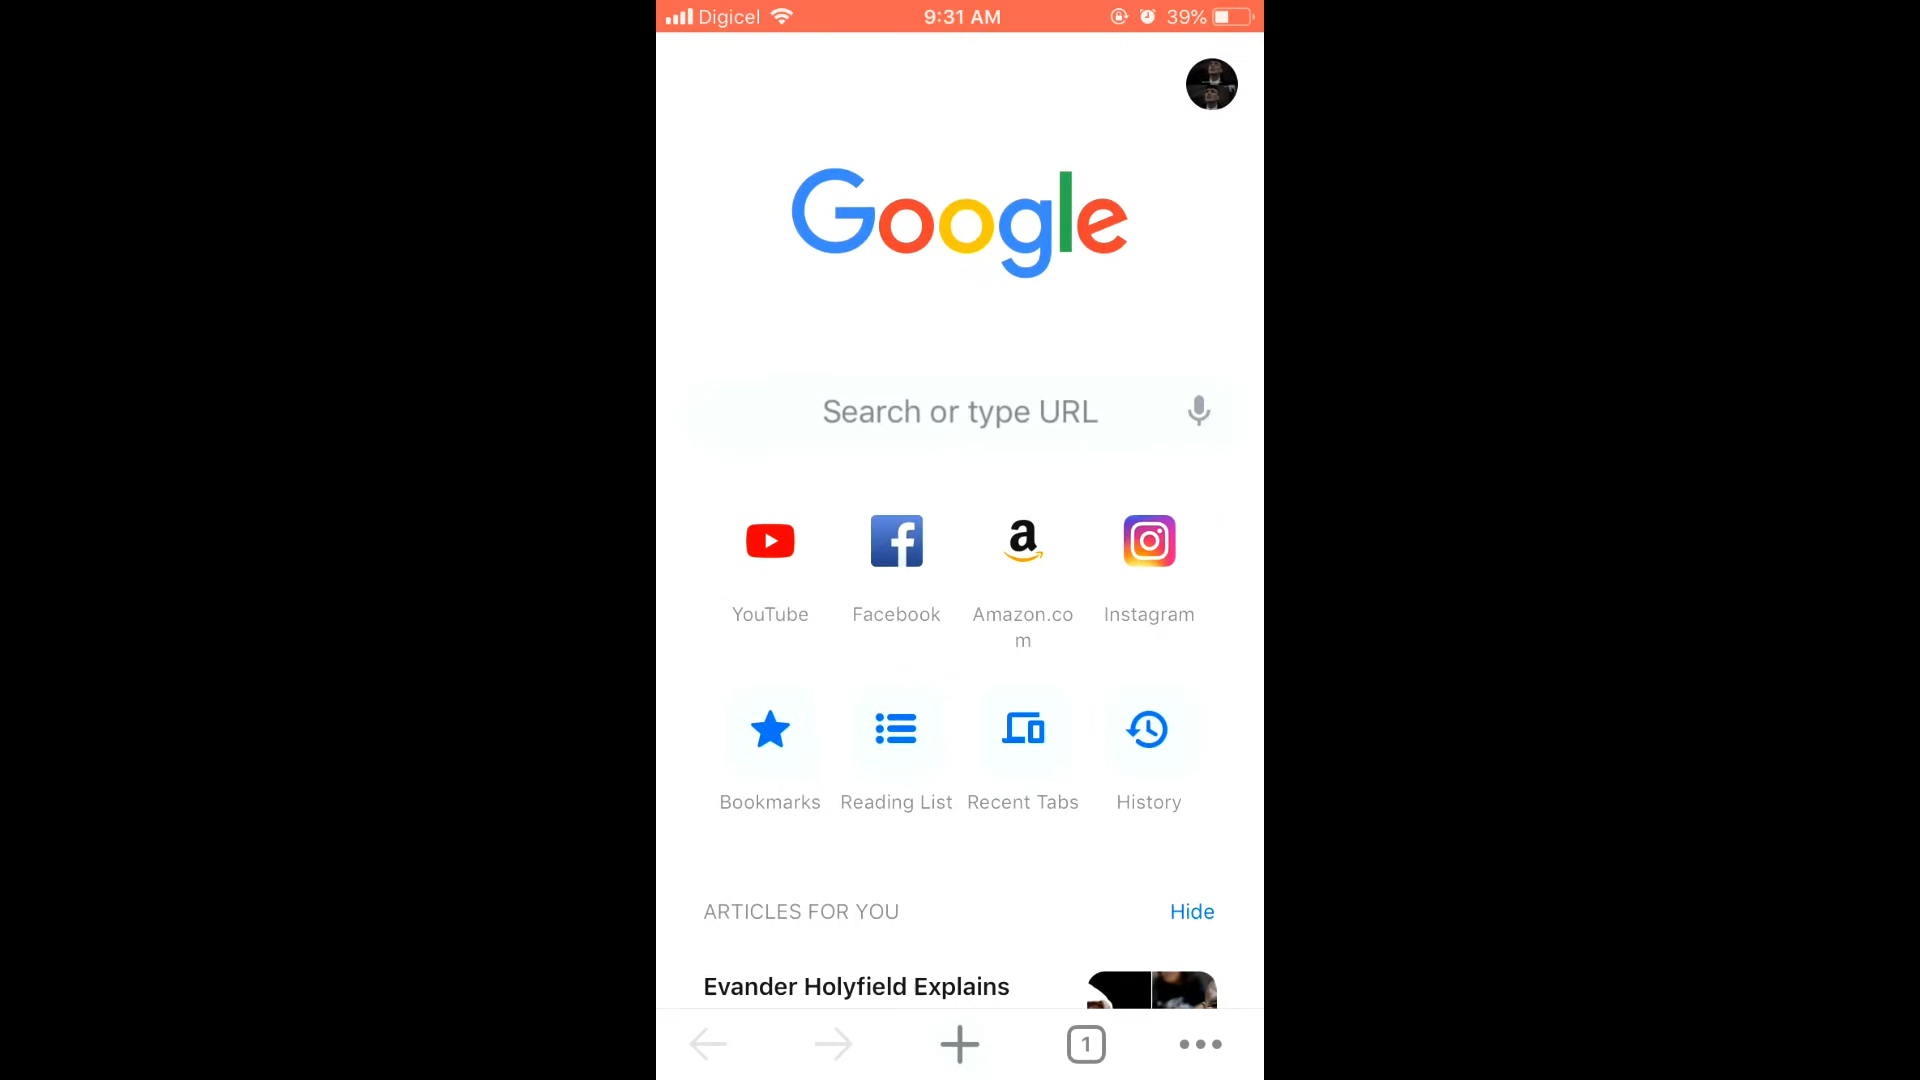 Digicel 9:31 AM 39%
Google
Search or type URL
YouTube Facebook Amazon.co
m Instagram
Bookmarks Reading List Recent Tabs History
ARTICLES FOR YOU Hide
Evander Holyfield Explains
1